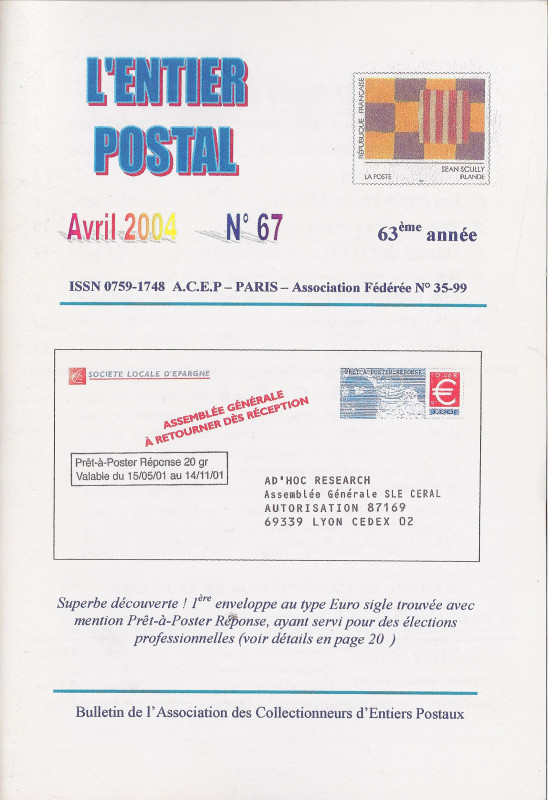 L'ENTIER
POSTAL
RÉPUBLIQUE FRANÇAISE
SEAN SCULLY
LA POSTE IRLANDE
Avril 2004 N° 67
63ème année
ISSN 0759-1748 A.C.E.P – PARIS – Association Fédérée N° 35-99
SOCIETE LOCALE D'EPARGNE
PRÊT-À-POSTER RÉPONSE
0,46 €
€
3,00F
ASSEMBLÉE GÉNÉRALE
À RETOURNER DÈS RÉCEPTION
Prêt-à-Poster Réponse 20 gr
Valable du 15/05/01 au 14/11/01
AD'HOC RESEARCH
Assemblée Générale SLE CERAL
AUTORISATION 87169
69339 LYON CEDEX 02
Superbe découverte ! 1ère enveloppe au type Euro sigle trouvée avec
mention Prêt-à-Poster Réponse, ayant servi pour des élections
professionnelles (voir détails en page 20 )
Bulletin de l'Association des Collectionneurs d'Entiers Postaux